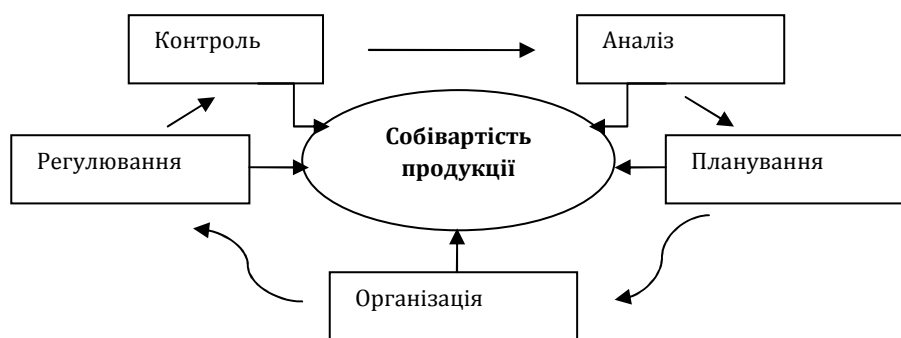 Контроль
Аналіз
Собівартість
продукції
Регулювання
Планування
Організація